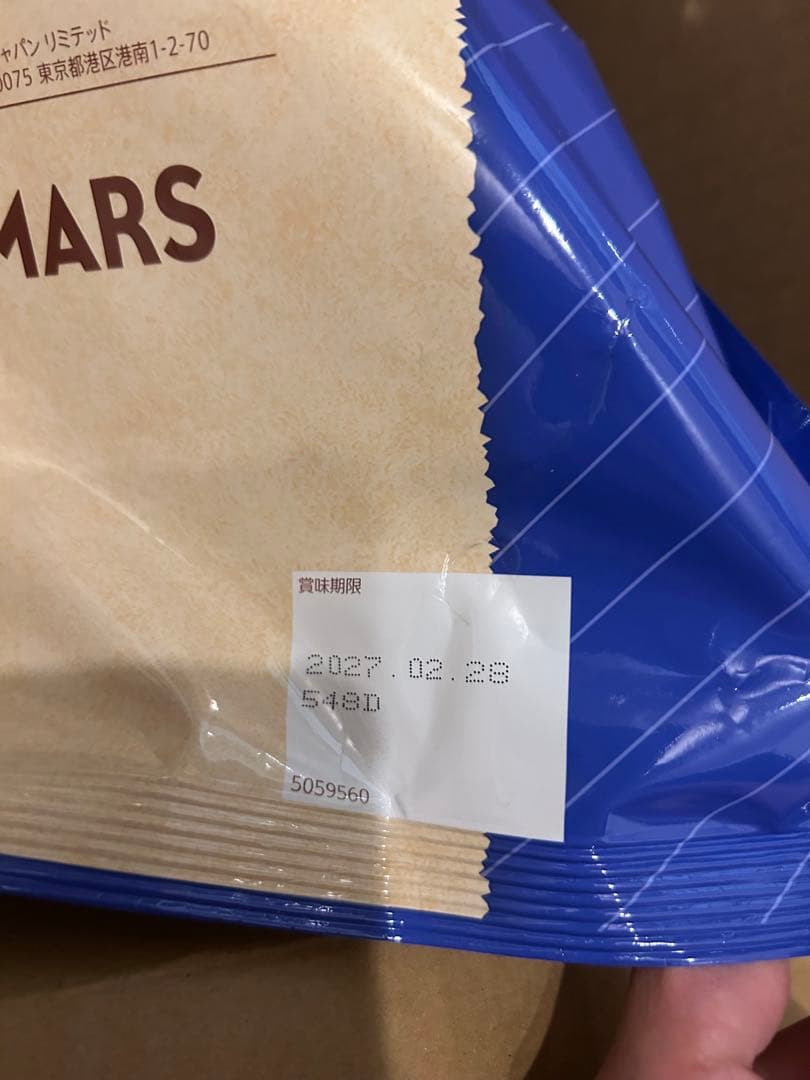 ャパン リミテッド
0075 東京都港区港南1-2-70
MARS
賞味期限
2027.02.28
548D
5059560